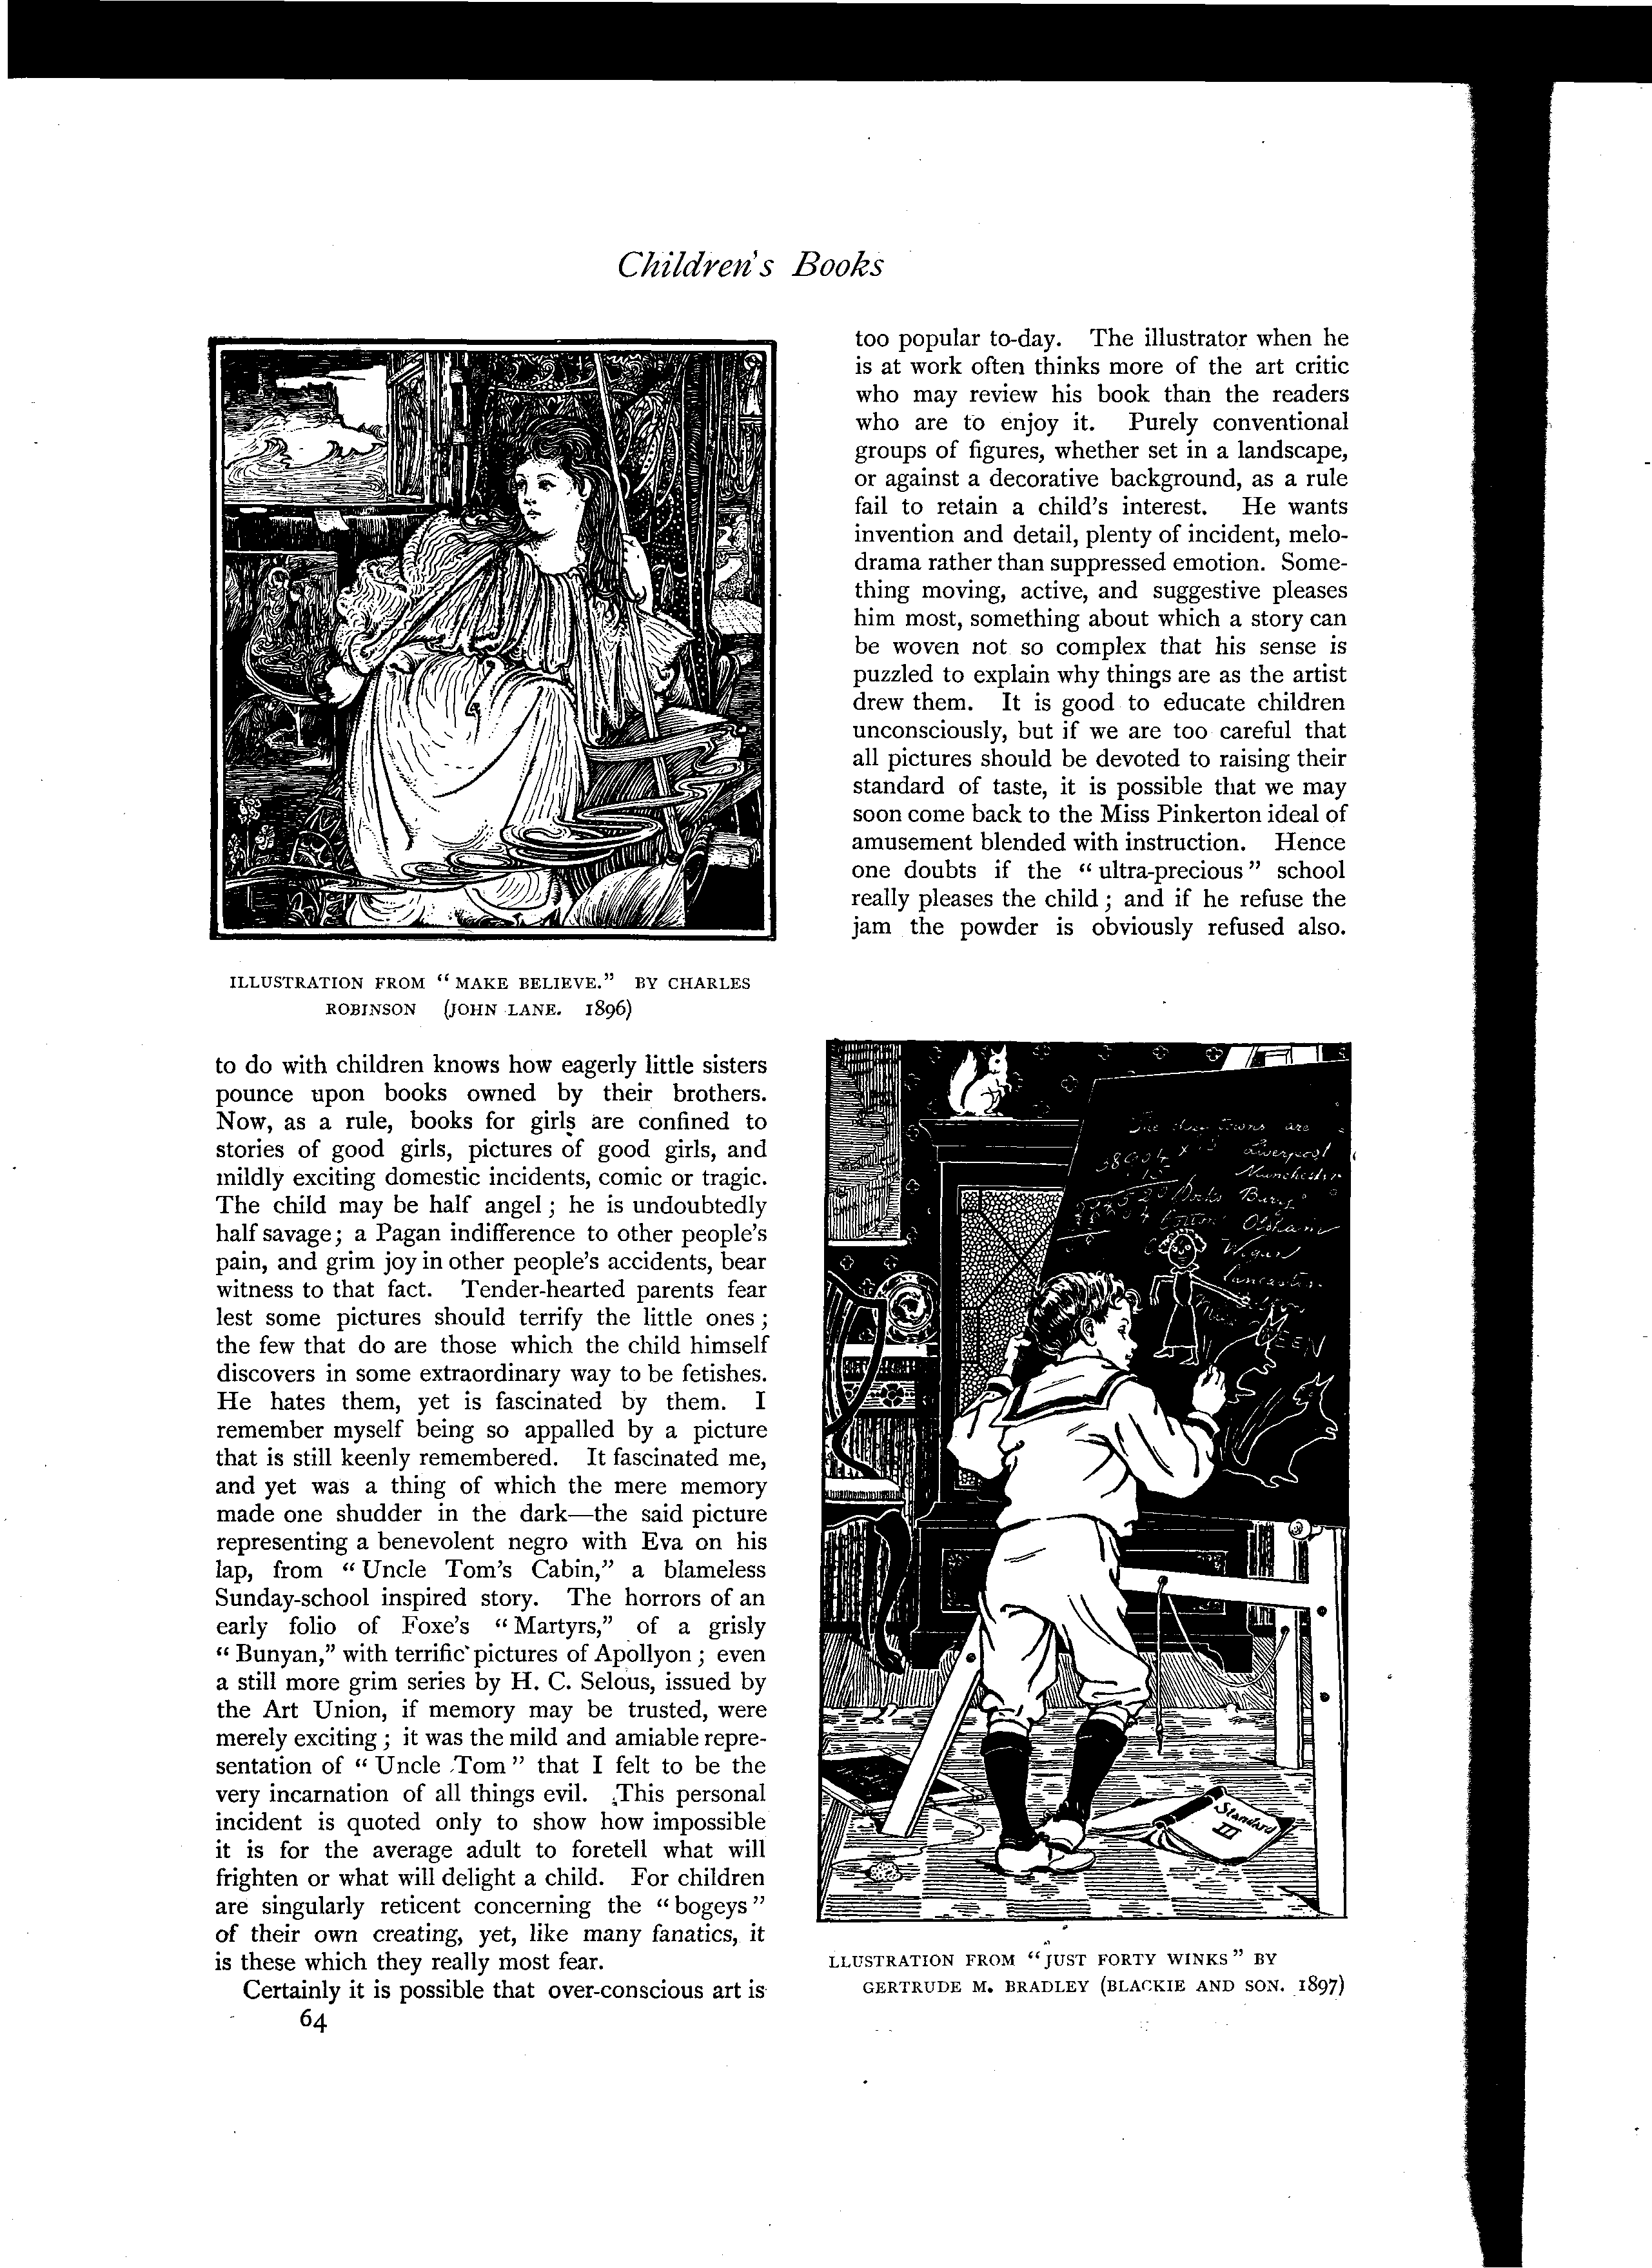 Children's Books
ILLUSTRATION FROM "MAKE BELIEVE." BY CHARLES
ROBINSON (JOHN LANE. 1896)
to do with children knows how eagerly little sisters
pounce upon books owned by their brothers.
Now, as a rule, books for girls are confined to
stories of good girls, pictures of good girls, and
mildly exciting domestic incidents, comic or tragic.
The child may be half angel; he is undoubtedly
half savage; a Pagan indifference to other people's
pain, and grim joy in other people's accidents, bear
witness to that fact. Tender-hearted parents fear
lest some pictures should terrify the little ones;
the few that do are those which the child himself
discovers in some extraordinary way to be fetishes.
He hates them, yet is fascinated by them. I
remember myself being so appalled by a picture
that is still keenly remembered. It fascinated me,
and yet was a thing of which the mere memory
made one shudder in the dark—the said picture
representing a benevolent negro with Eva on his
lap, from "Uncle Tom's Cabin," a blameless
Sunday-school inspired story. The horrors of an
early folio of Foxe's "Martyrs," of a grisly
"Bunyan," with terrific pictures of Apollyon; even
a still more grim series by H. C. Selous, issued by
the Art Union, if memory may be trusted, were
merely exciting; it was the mild and amiable repre-
sentation of "Uncle Tom" that I felt to be the
very incarnation of all things evil. This personal
incident is quoted only to show how impossible
it is for the average adult to foretell what will
frighten or what will delight a child. For children
are singularly reticent concerning the "bogeys"
of their own creating, yet, like many fanatics, it
is these which they really most fear.
Certainly it is possible that over-conscious art is
64
too popular to-day. The illustrator when he
is at work often thinks more of the art critic
who may review his book than the readers
who are to enjoy it. Purely conventional
groups of figures, whether set in a landscape,
or against a decorative background, as a rule
fail to retain a child's interest. He wants
invention and detail, plenty of incident, melo-
drama rather than suppressed emotion. Some-
thing moving, active, and suggestive pleases
him most, something about which a story can
be woven not so complex that his sense is
puzzled to explain why things are as the artist
drew them. It is good to educate children
unconsciously, but if we are too careful that
all pictures should be devoted to raising their
standard of taste, it is possible that we may
soon come back to the Miss Pinkerton ideal of
amusement blended with instruction. Hence
one doubts if the "ultra-precious" school
really pleases the child; and if he refuse the
jam the powder is obviously refused also.
The towns are
Liverpool
Manchester
Docks Bury
Cotton Oldham
Wigan
Lancaster
EEN
Standard
III
LLUSTRATION FROM "JUST FORTY WINKS" BY
GERTRUDE M. BRADLEY (BLACKIE AND SON. 1897)